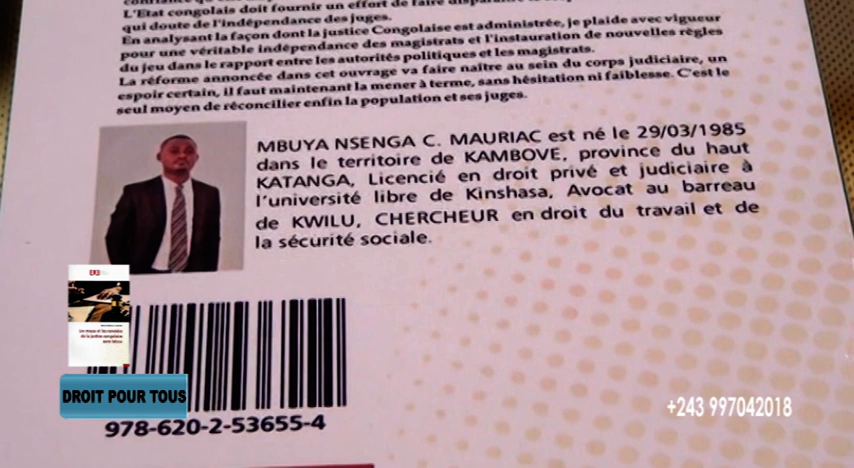 L'Etat congolais doit fournir un effort de faire
qui doute de l'indépendance des juges.
En analysant la façon dont la justice Congolaise est administrée, je plaide avec vigueur
pour une véritable indépendance des magistrats et l'instauration de nouvelles règles
du jeu dans le rapport entre les autorités politiques et les magistrats.
La réforme annoncée dans cet ouvrage va faire naître au sein du corps judiciaire, un
espoir certain, il faut maintenant la mener à terme, sans hésitation ni faiblesse. C'est le
seul moyen de réconcilier enfin la population et ses juges.
MBUYA NSENGA C. MAURIAC est né le 29/03/1985
dans le territoire de KAMBOVE, province du haut
KATANGA, Licencié en droit privé et judiciaire à
l'université libre de Kinshasa, Avocat au barreau
de KWILU, CHERCHEUR en droit du travail et de
la sécurité sociale.
DROIT POUR TOUS
978-620-2-53655-4
+243 997042018